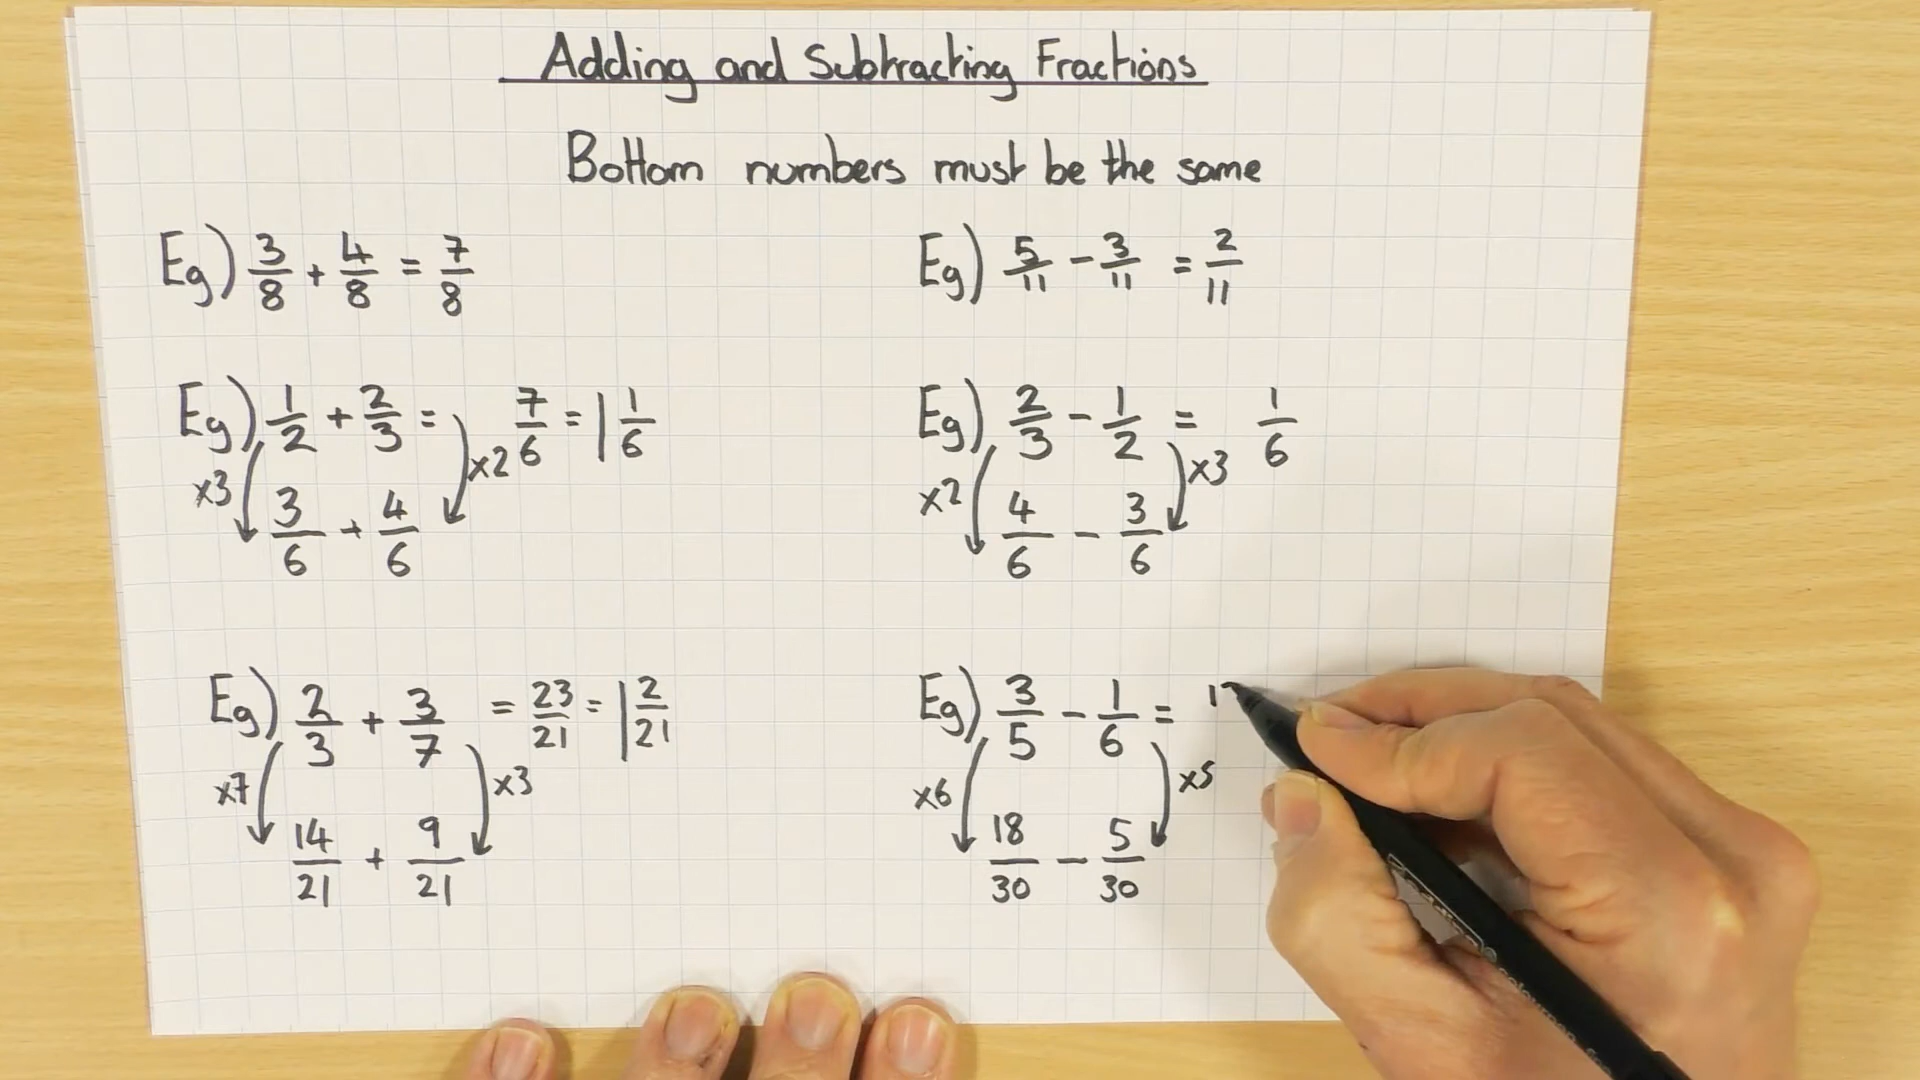 Adding and Subtracting Fractions
Bottom numbers must be the same
Eg) 3/8 + 4/8 = 7/8
Eg) 5/11 - 3/11 = 2/11
Eg) 1/2 + 2/3 = 7/6 = 1 1/6
x3 x2
3/6 + 4/6
Eg) 2/3 - 1/2 = 1/6
x2 x3
4/6 - 3/6
Eg) 2/3 + 3/7 = 23/21 = 1 2/21
x7 x3
14/21 + 9/21
Eg) 3/5 - 1/6 = 1
x6 x5
18/30 - 5/30